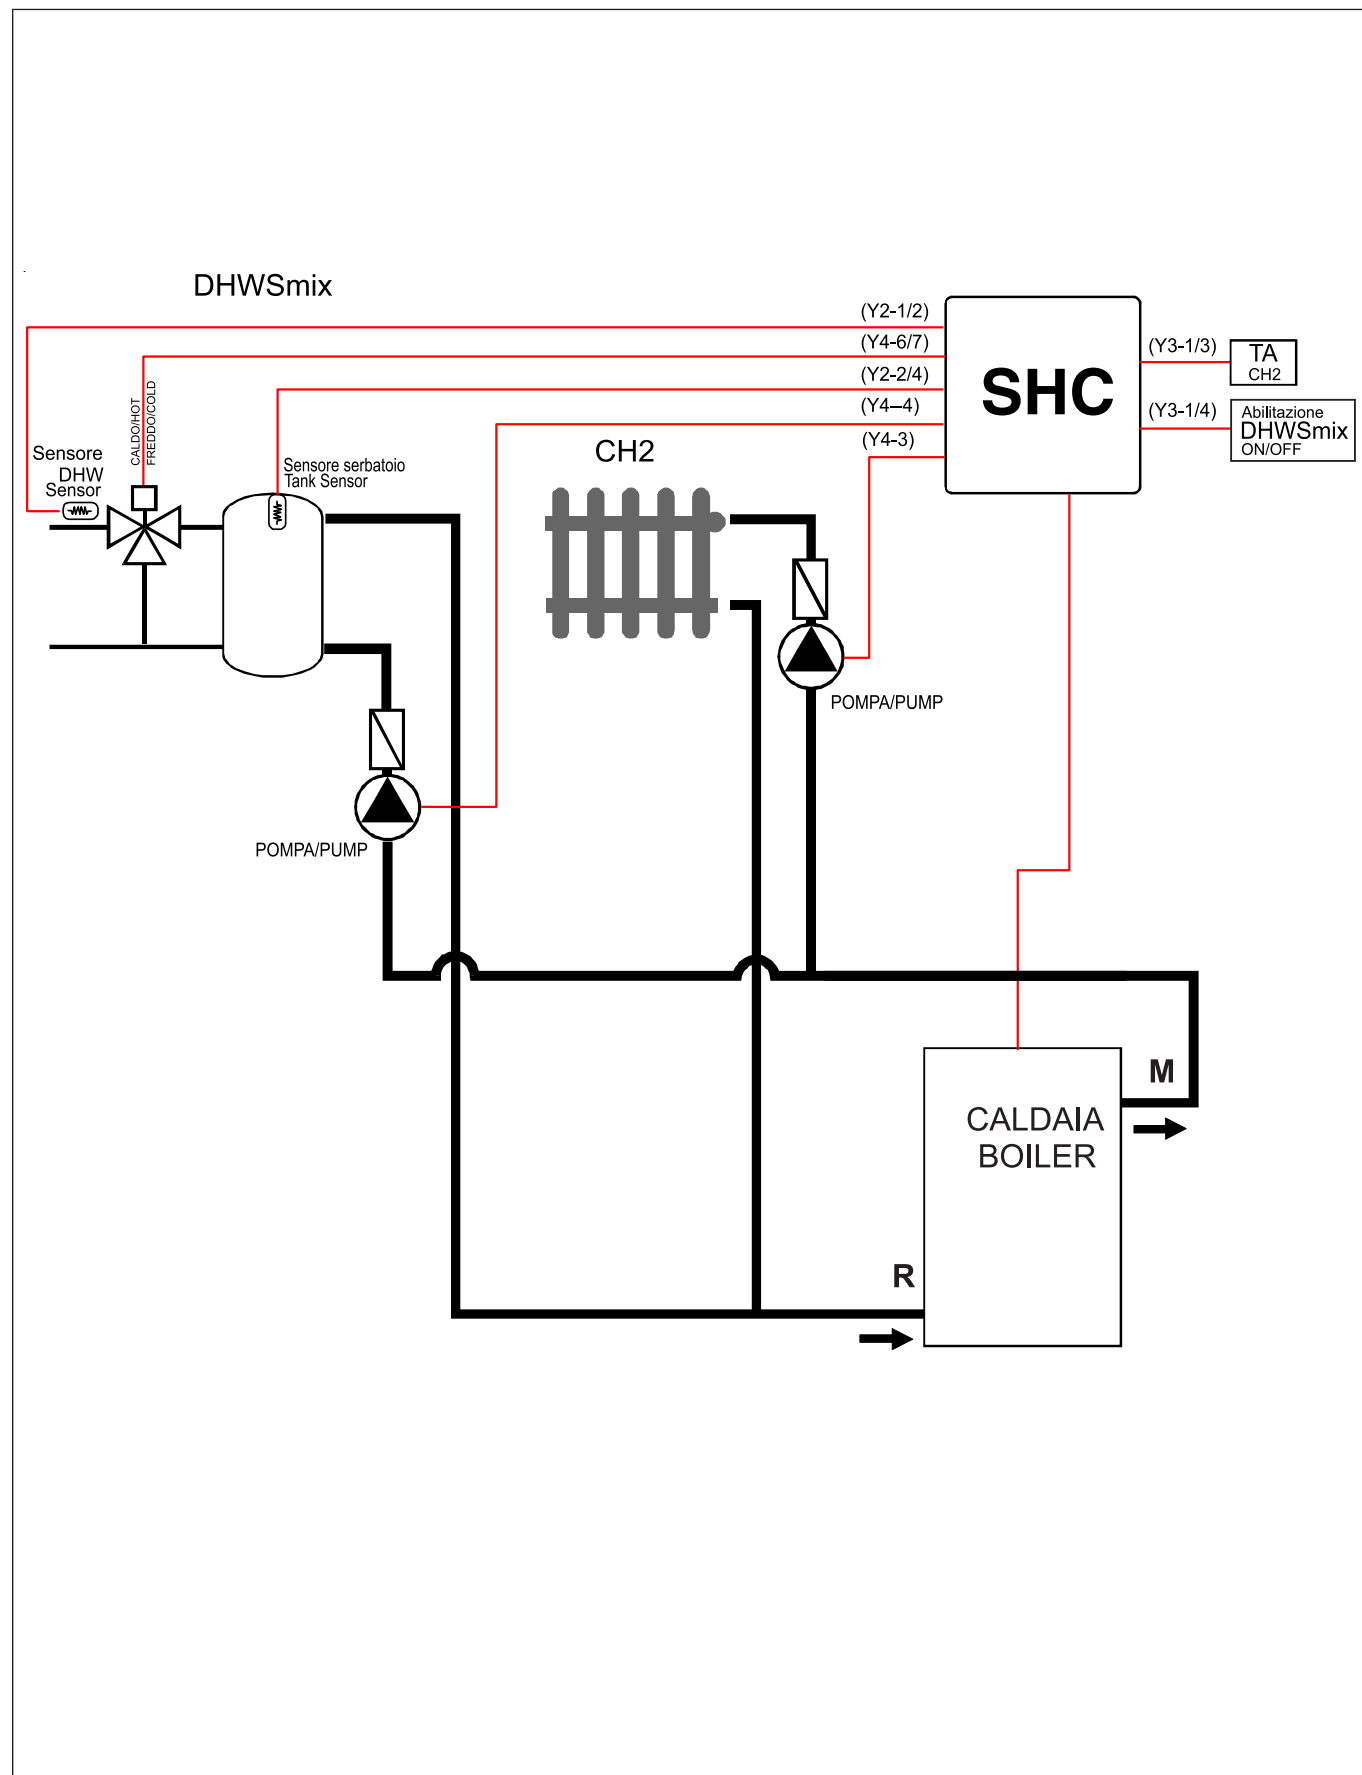 DHWSmix
(Y2-1/2)
(Y4-6/7)
(Y2-2/4)
(Y4–4)
(Y4-3)
SHC
(Y3-1/3)
TA
CH2
(Y3-1/4)
Abilitazione
DHWSmix
ON/OFF
CALDO/HOT
FREDDO/COLD
Sensore
DHW
Sensor
Sensore serbatoio
Tank Sensor
CH2
POMPA/PUMP
POMPA/PUMP
M
CALDAIA
BOILER
R